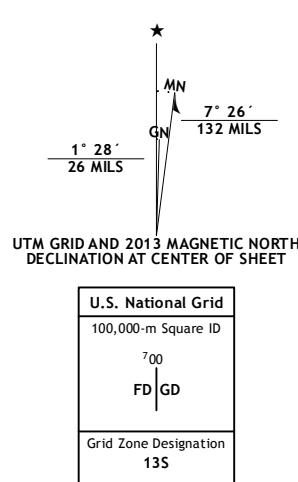 ★
MN
GN
7° 26´
132 MILS
1° 28´
26 MILS
UTM GRID AND 2013 MAGNETIC NORTH
DECLINATION AT CENTER OF SHEET
U.S. National Grid
100,000-m Square ID
⁷00
FD GD
Grid Zone Designation
13S